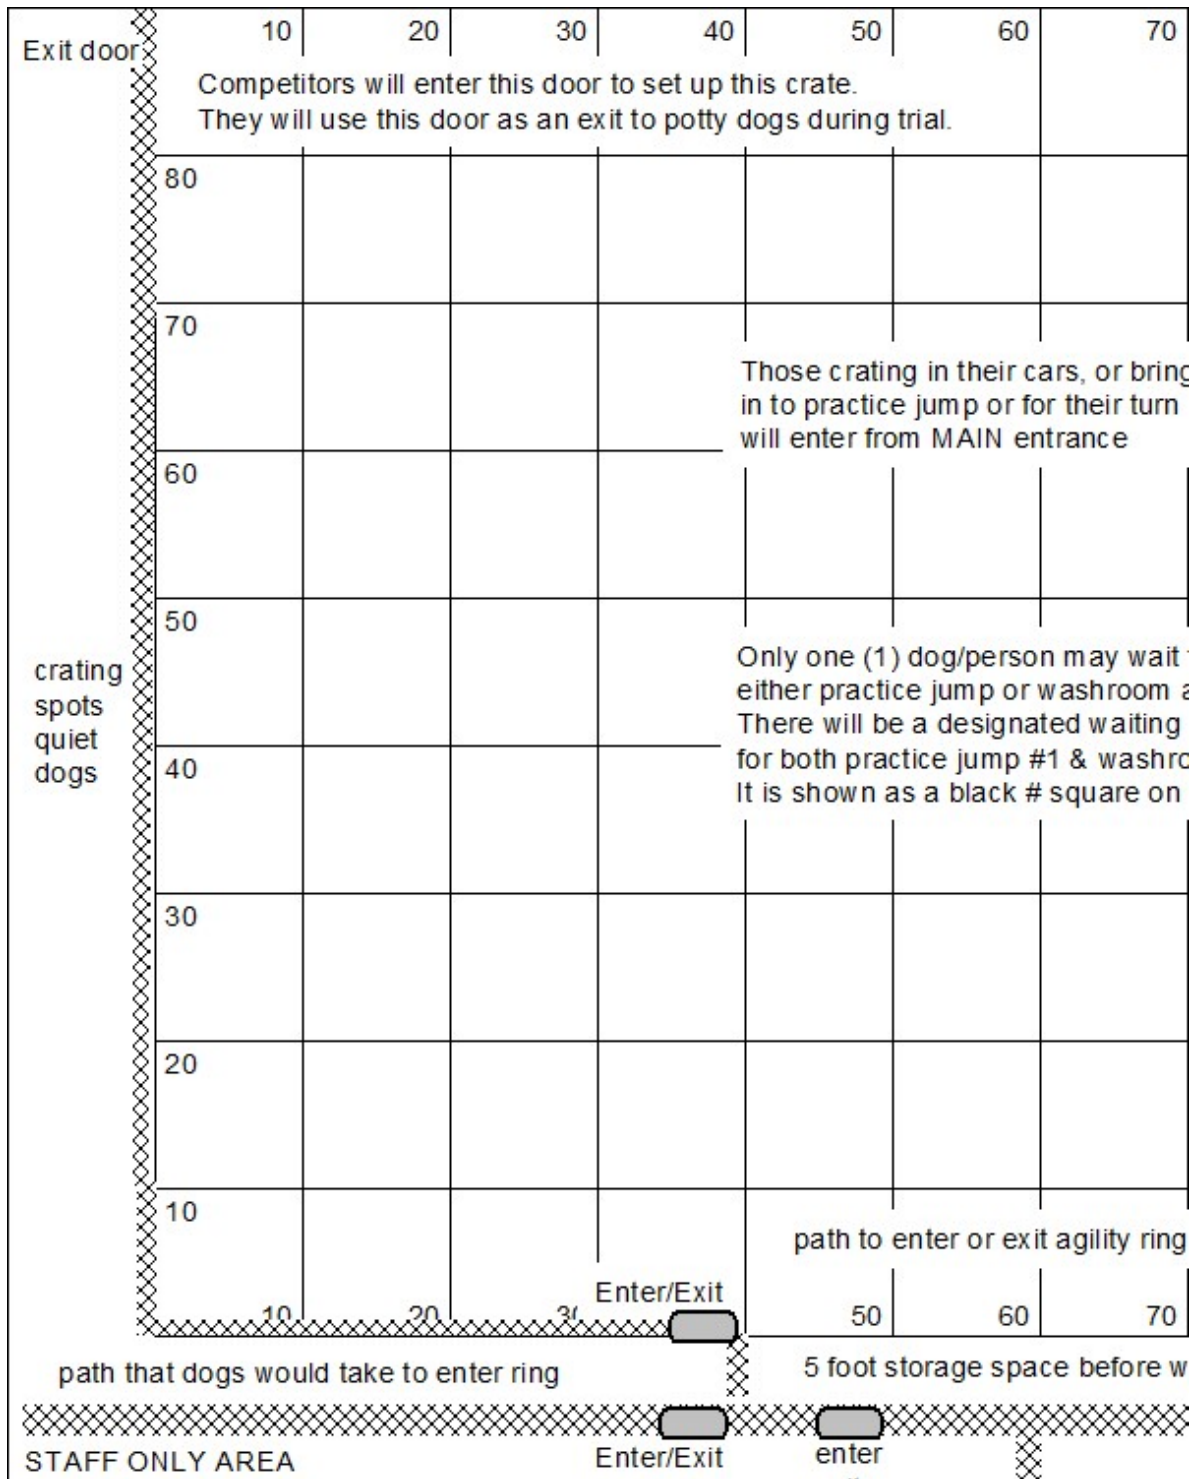 10 20 30 40 50 60 70
Exit door
Competitors will enter this door to set up this crate.
They will use this door as an exit to potty dogs during trial.
80
70
Those crating in their cars, or bring
in to practice jump or for their turn
will enter from MAIN entrance
60
50
Only one (1) dog/person may wait
either practice jump or washroom a
There will be a designated waiting
for both practice jump #1 & washro
It is shown as a black # square on
crating
spots
quiet
dogs
40
30
20
10
path to enter or exit agility ring
Enter/Exit
10 20 30 50 60 70
path that dogs would take to enter ring
5 foot storage space before w
STAFF ONLY AREA
Enter/Exit
enter